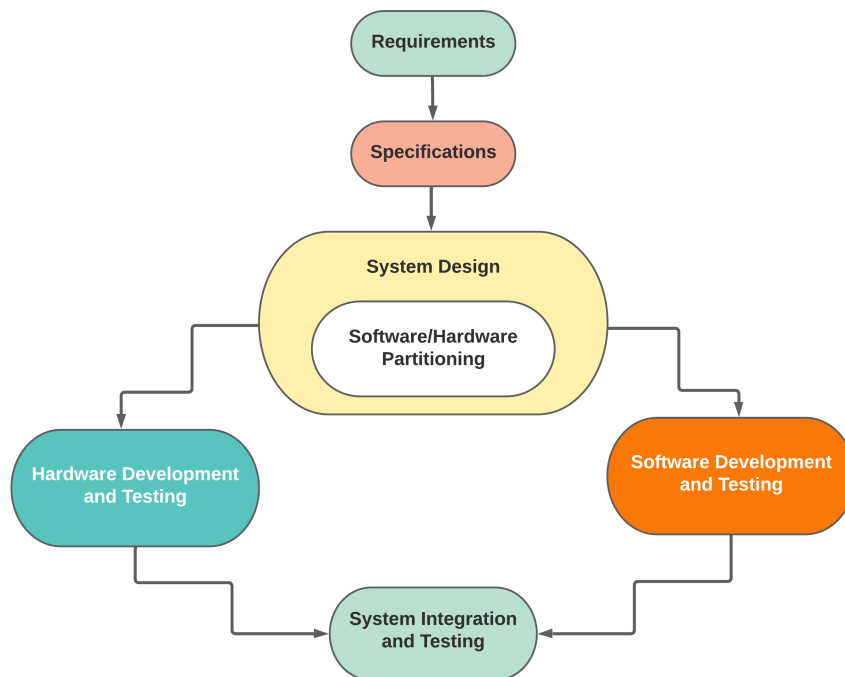 Requirements
Specifications
System Design
Software/Hardware
Partitioning
Hardware Development
and Testing
Software Development
and Testing
System Integration
and Testing